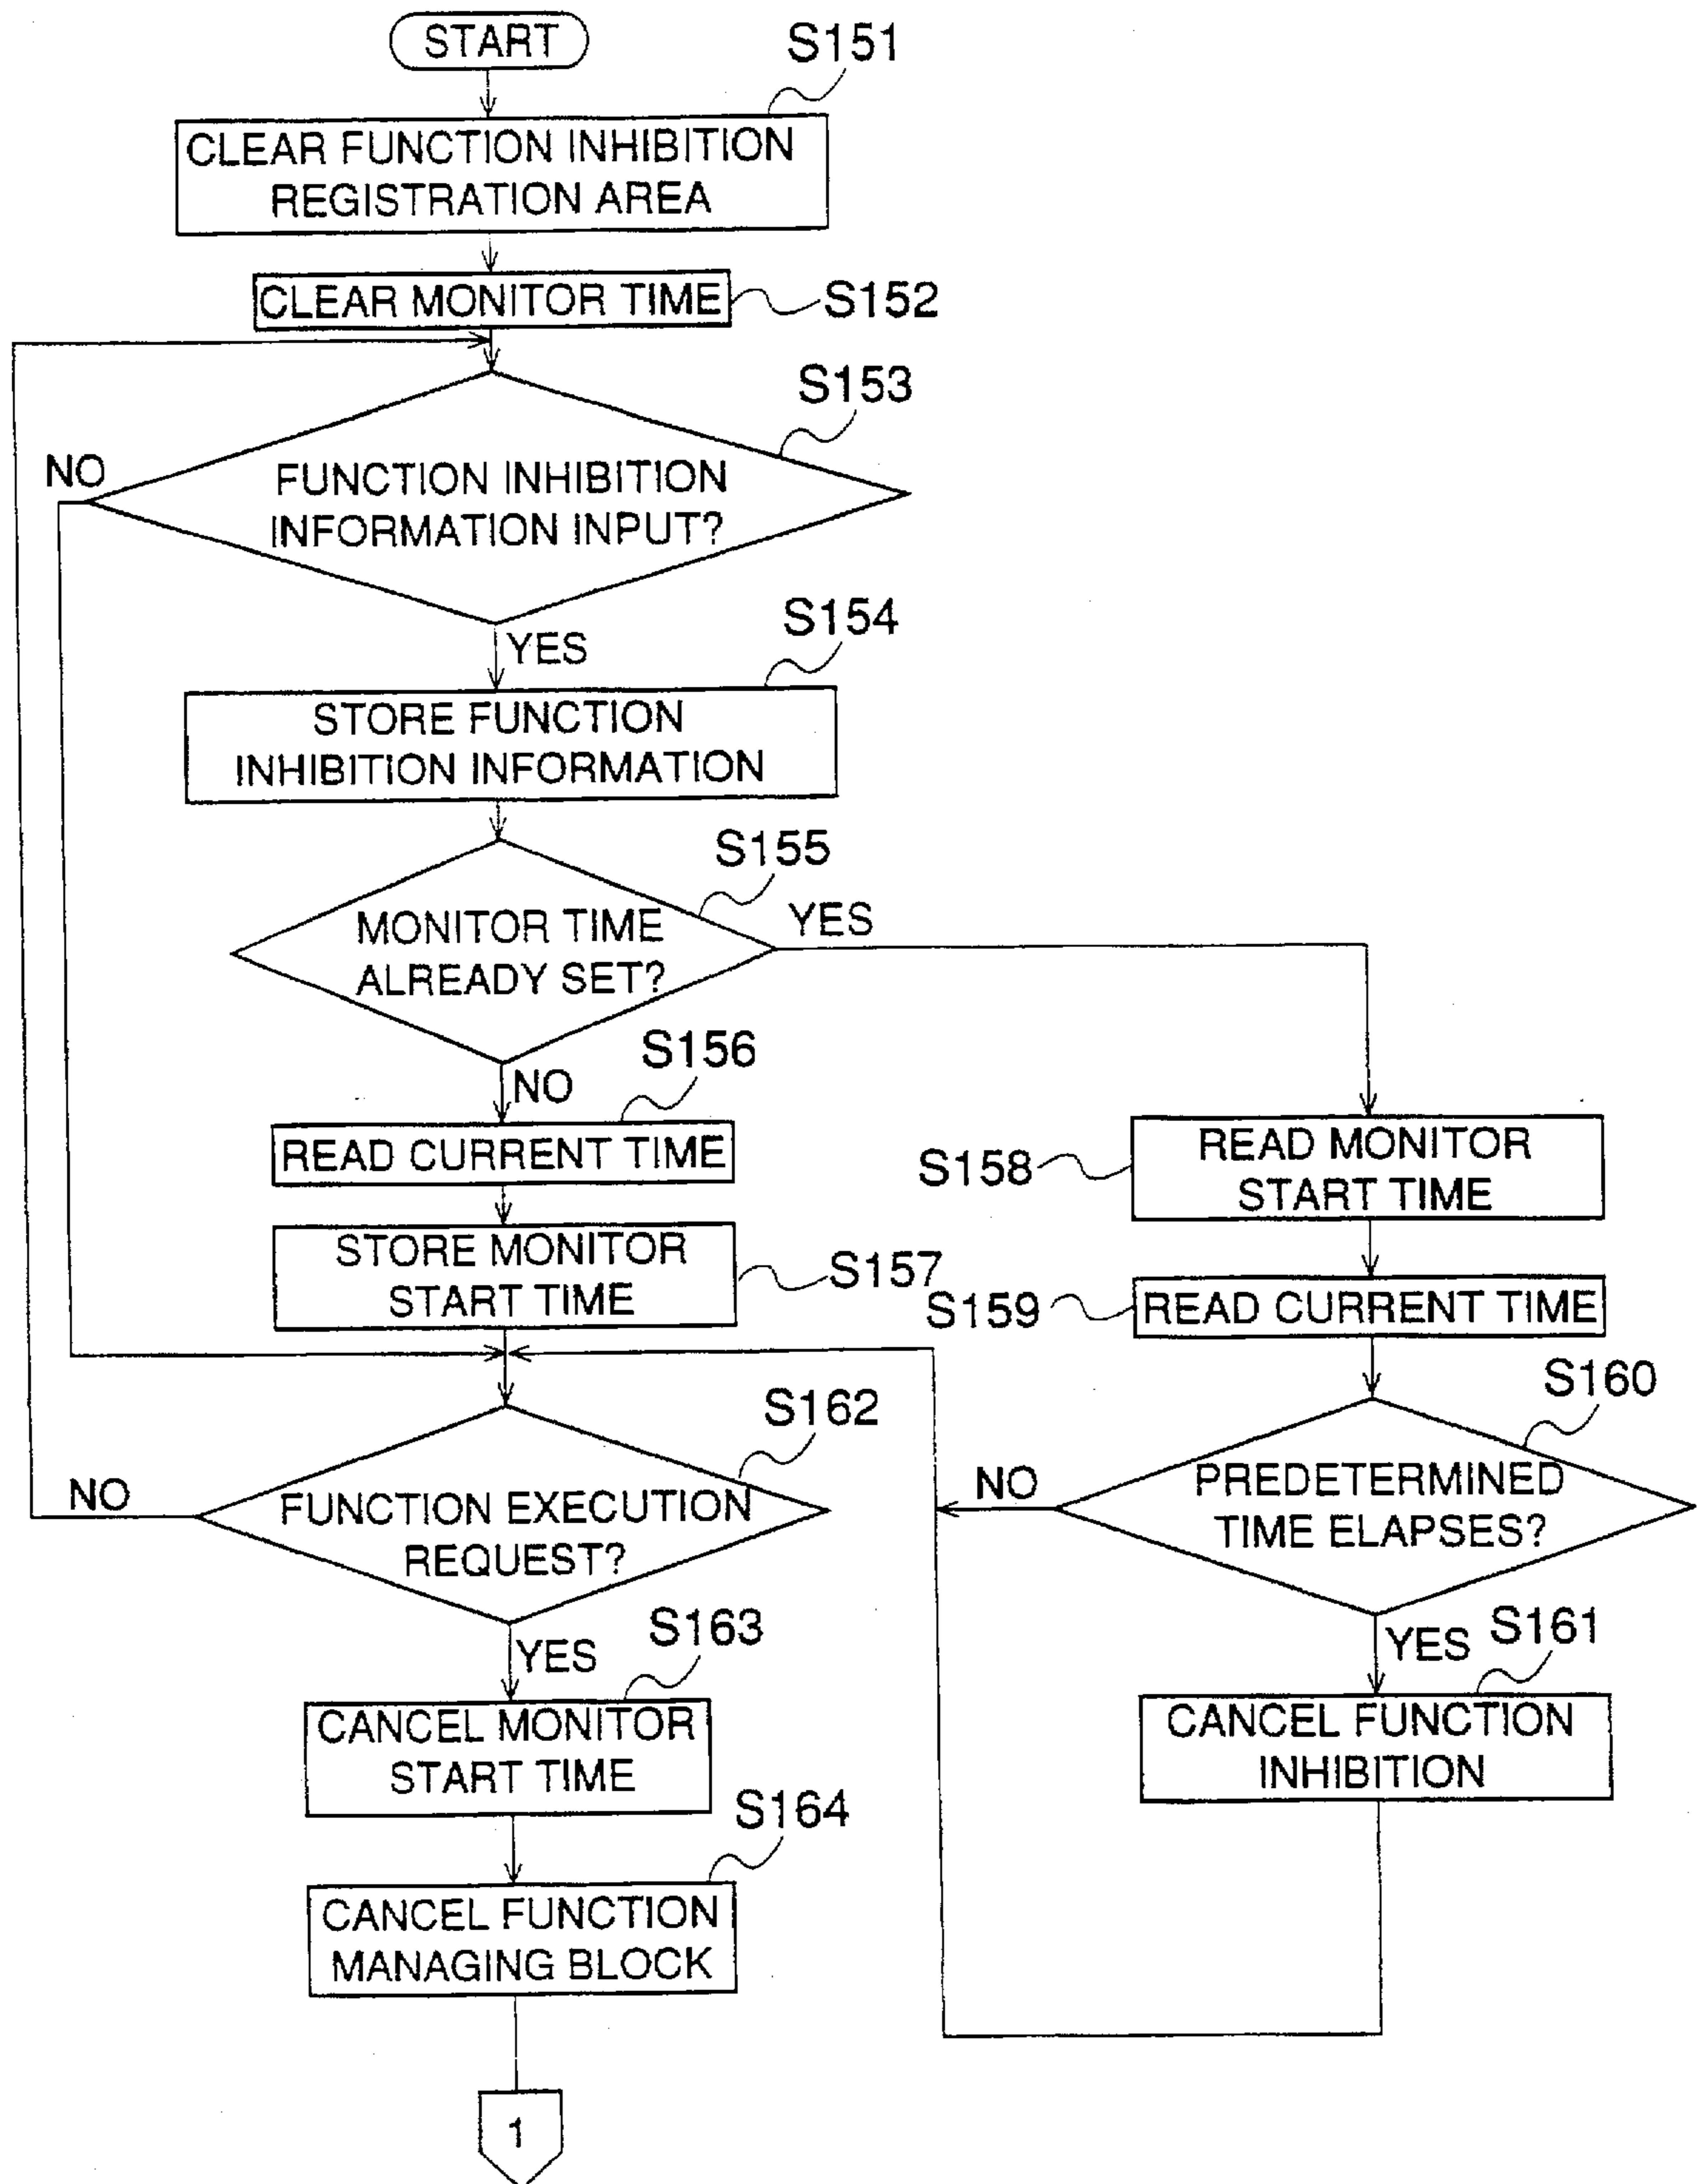 START
S151
CLEAR FUNCTION INHIBITION
REGISTRATION AREA
CLEAR MONITOR TIME
S152
S153
NO
FUNCTION INHIBITION
INFORMATION INPUT?
YES
S154
STORE FUNCTION
INHIBITION INFORMATION
S155
MONITOR TIME
ALREADY SET?
YES
NO
S156
READ CURRENT TIME
STORE MONITOR
START TIME
S157
S158
READ MONITOR
START TIME
S159
READ CURRENT TIME
S160
PREDETERMINED
TIME ELAPSES?
NO
YES
S161
CANCEL FUNCTION
INHIBITION
S162
NO
FUNCTION EXECUTION
REQUEST?
YES
S163
CANCEL MONITOR
START TIME
S164
CANCEL FUNCTION
MANAGING BLOCK
1